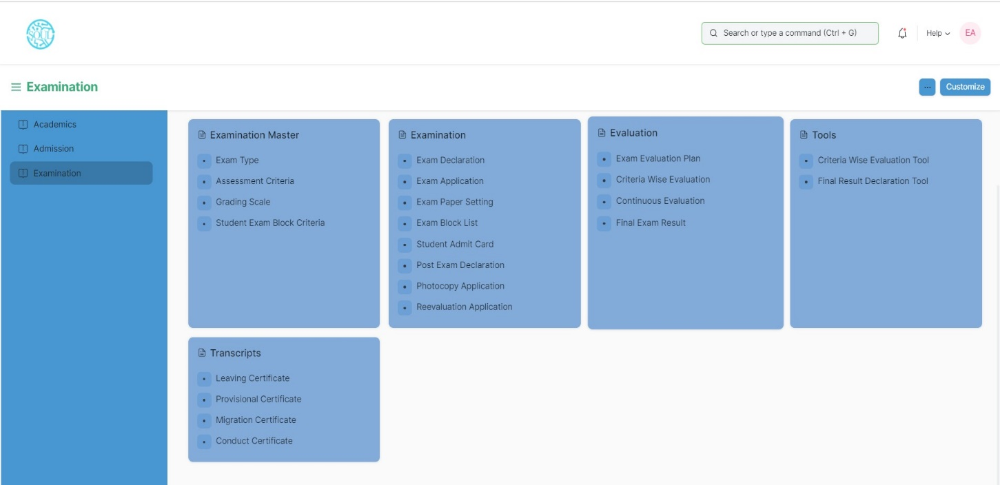 SOUL
Search or type a command (Ctrl + G)
Help
EA
Examination
...
Customize
Academics
Admission
Examination
Examination Master
Exam Type
Assessment Criteria
Grading Scale
Student Exam Block Criteria
Examination
Exam Declaration
Exam Application
Exam Paper Setting
Exam Block List
Student Admit Card
Post Exam Declaration
Photocopy Application
Reevaluation Application
Evaluation
Exam Evaluation Plan
Criteria Wise Evaluation
Continuous Evaluation
Final Exam Result
Tools
Criteria Wise Evaluation Tool
Final Result Declaration Tool
Transcripts
Leaving Certificate
Provisional Certificate
Migration Certificate
Conduct Certificate